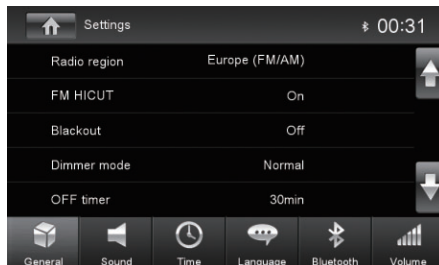 Settings 00:31
Radio region Europe (FM/AM)
FM HICUT On
Blackout Off
Dimmer mode Normal
OFF timer 30min
General Sound Time Language Bluetooth Volume